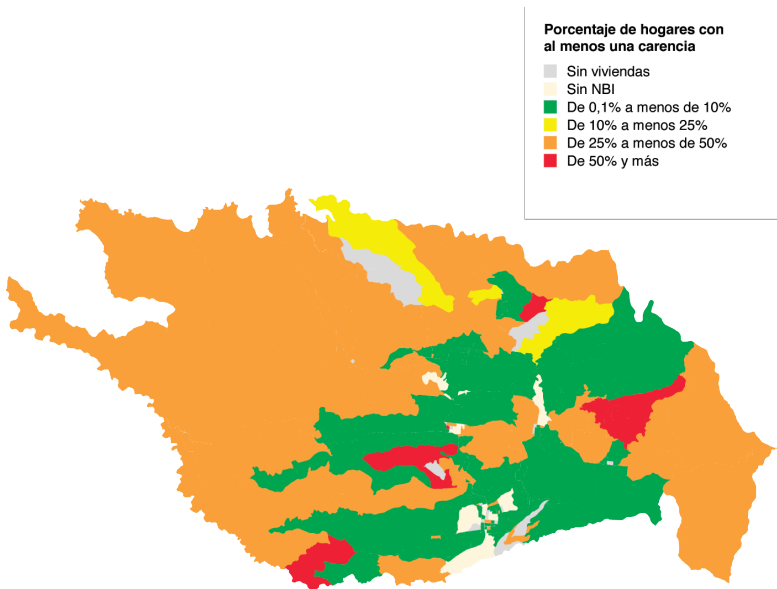 Porcentaje de hogares con
al menos una carencia
Sin viviendas
Sin NBI
De 0,1% a menos de 10%
De 10% a menos 25%
De 25% a menos de 50%
De 50% y más